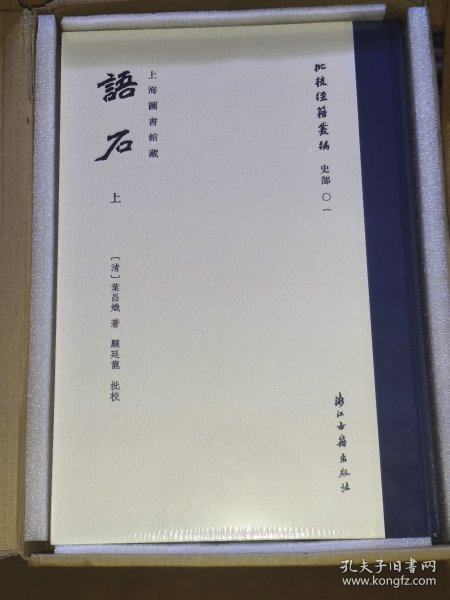 批校經籍叢編 史部 〇一
上海圖書館藏
語石 上
〔清〕葉昌熾 著 顧廷龍 批校
浙江古籍出版社
孔夫子旧书网
www.kongfz.com